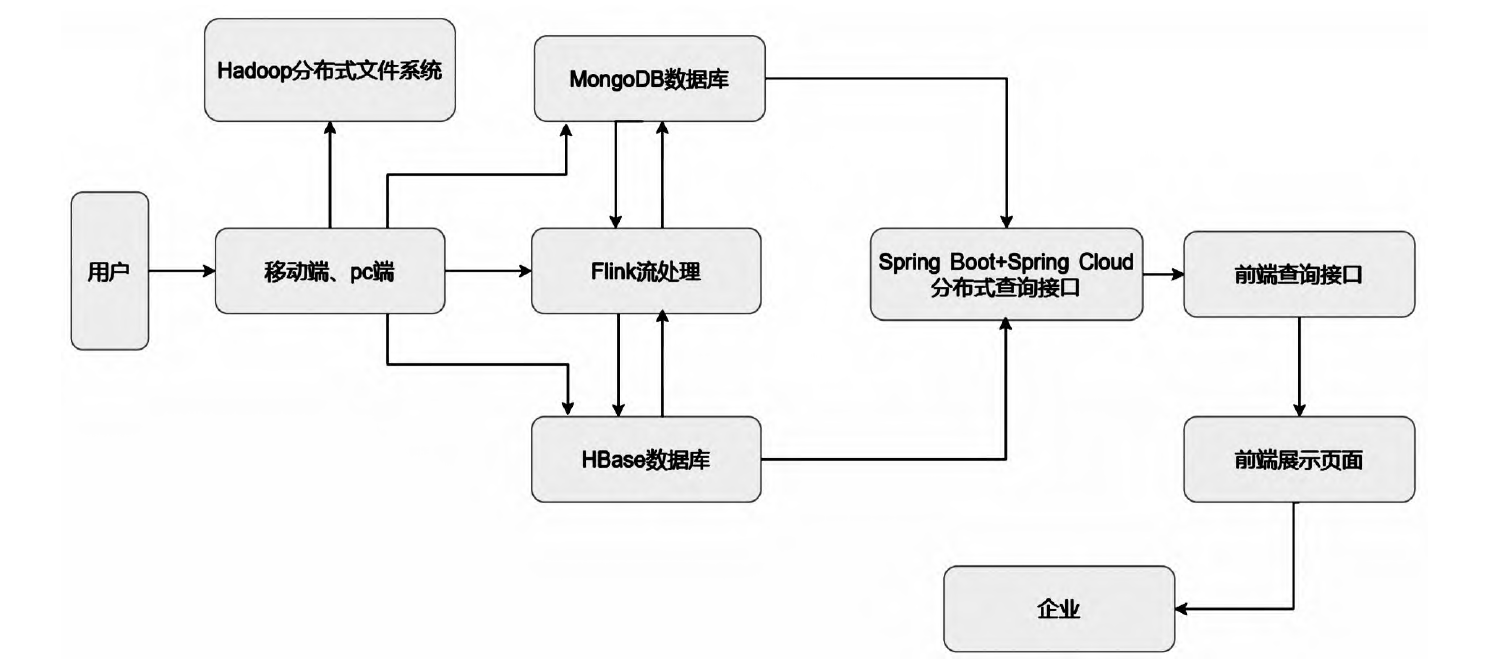 Hadoop分布式文件系统
MongoDB数据库
用户
移动端、pc端
Flink流处理
Spring Boot+Spring Cloud
分布式查询接口
前端查询接口
HBase数据库
前端展示页面
企业